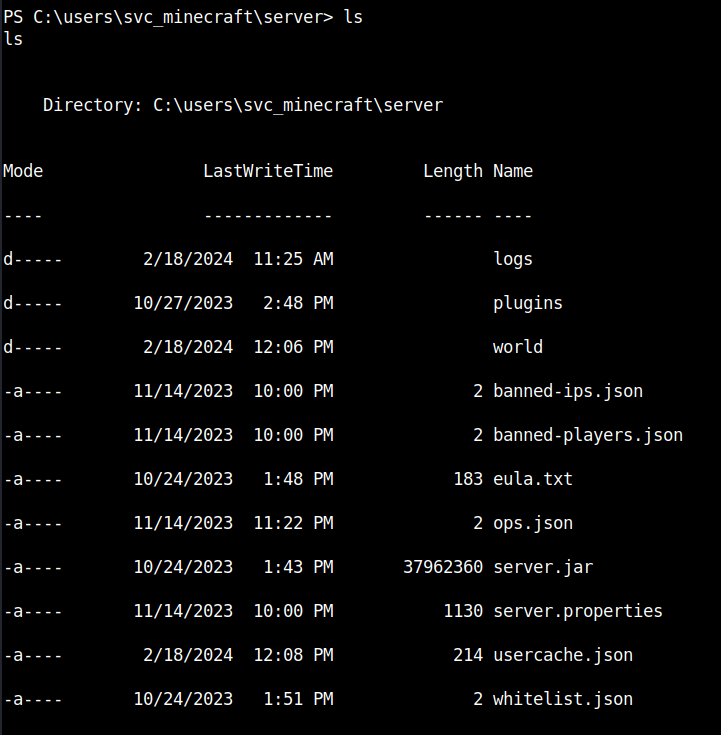 PS C:\users\svc_minecraft\server> ls
ls
Directory: C:\users\svc_minecraft\server
Mode                LastWriteTime         Length Name
----                -------------         ------ ----
d-----        2/18/2024  11:25 AM                logs
d-----       10/27/2023   2:48 PM                plugins
d-----        2/18/2024  12:06 PM                world
-a----       11/14/2023  10:00 PM              2 banned-ips.json
-a----       11/14/2023  10:00 PM              2 banned-players.json
-a----       10/24/2023   1:48 PM            183 eula.txt
-a----       11/14/2023  11:22 PM              2 ops.json
-a----       10/24/2023   1:43 PM       37962360 server.jar
-a----       11/14/2023  10:00 PM           1130 server.properties
-a----        2/18/2024  12:08 PM            214 usercache.json
-a----       10/24/2023   1:51 PM              2 whitelist.json